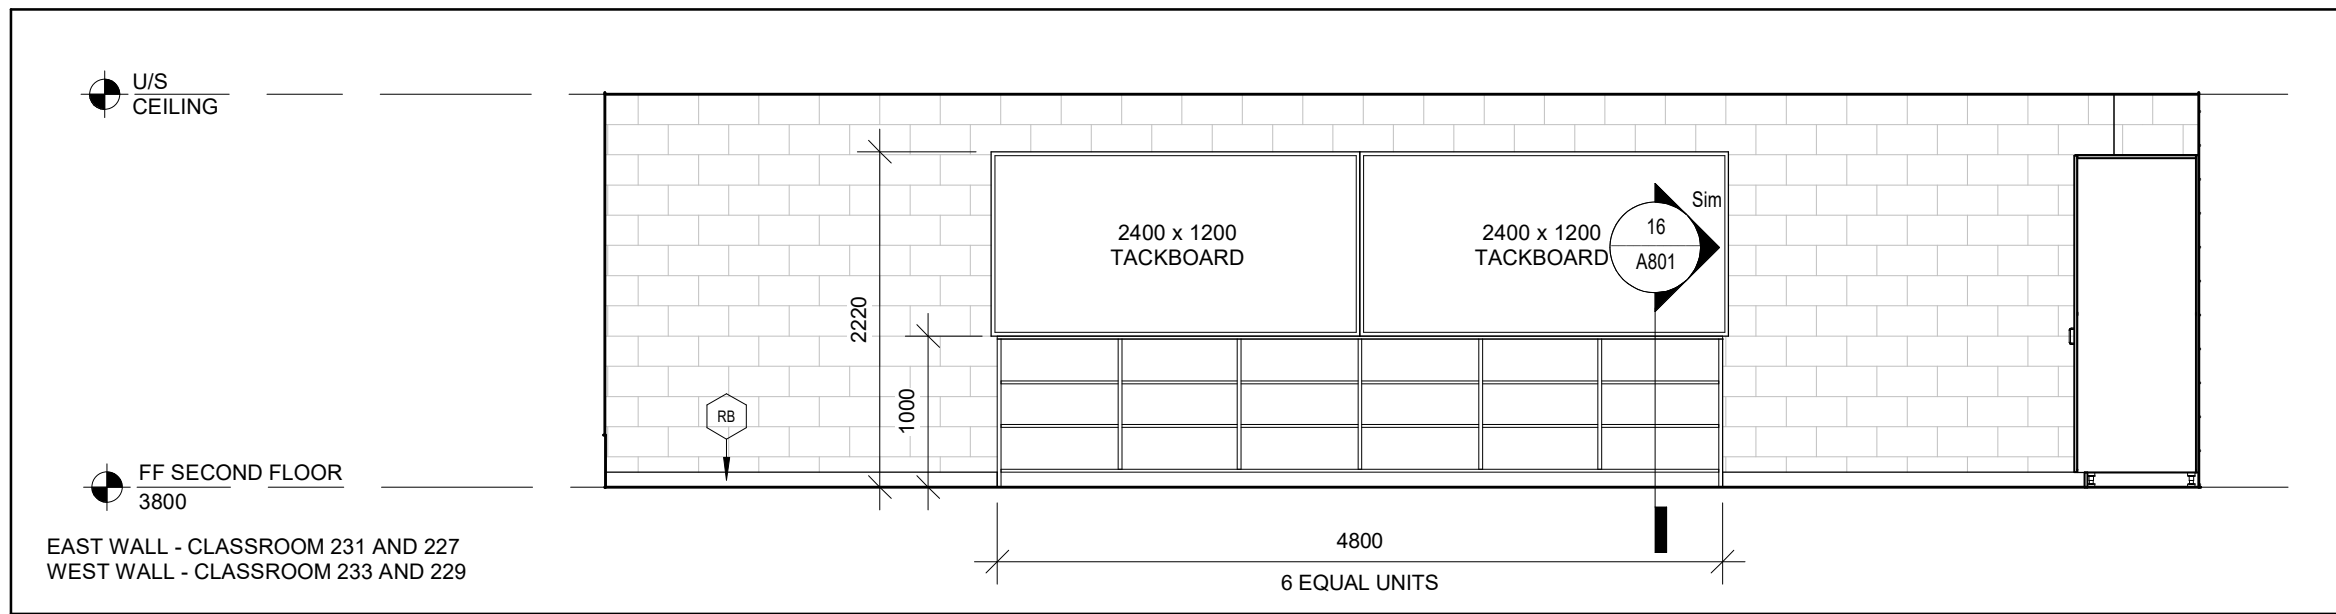 U/S
CEILING
2400 x 1200
TACKBOARD
2400 x 1200
TACKBOARD
Sim
16
A801
2220
1000
RB
FF SECOND FLOOR
3800
EAST WALL - CLASSROOM 231 AND 227
WEST WALL - CLASSROOM 233 AND 229
4800
6 EQUAL UNITS